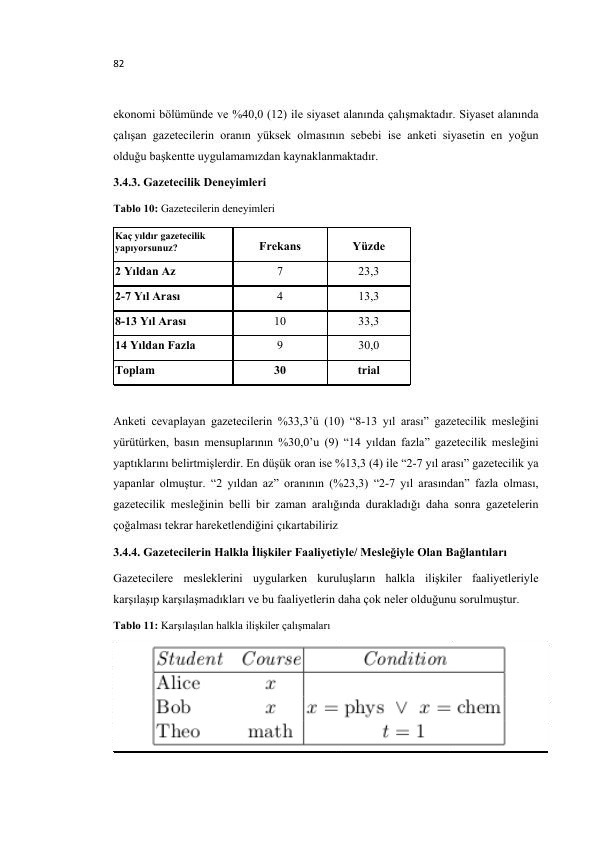 82
ekonomi bölümünde ve %40,0 (12) ile siyaset alanında çalışmaktadır. Siyaset alanında
çalışan gazetecilerin oranın yüksek olmasının sebebi ise anketi siyasetin en yoğun
olduğu başkentte uygulamamızdan kaynaklanmaktadır.
3.4.3. Gazetecilik Deneyimleri
Tablo 10: Gazetecilerin deneyimleri
Kaç yıldır gazetecilik
yapıyorsunuz? Frekans Yüzde
2 Yıldan Az 7 23,3
2-7 Yıl Arası 4 13,3
8-13 Yıl Arası 10 33,3
14 Yıldan Fazla 9 30,0
Toplam 30 trial
Anketi cevaplayan gazetecilerin %33,3’ü (10) “8-13 yıl arası” gazetecilik mesleğini
yürütürken, basın mensuplarının %30,0’u (9) “14 yıldan fazla” gazetecilik mesleğini
yaptıklarını belirtmişlerdir. En düşük oran ise %13,3 (4) ile “2-7 yıl arası” gazetecilik ya
yapanlar olmuştur. “2 yıldan az” oranının (%23,3) “2-7 yıl arasından” fazla olması,
gazetecilik mesleğinin belli bir zaman aralığında durakladığı daha sonra gazetelerin
çoğalması tekrar hareketlendiğini çıkartabiliriz
3.4.4. Gazetecilerin Halkla İlişkiler Faaliyetiyle/ Mesleğiyle Olan Bağlantıları
Gazetecilere mesleklerini uygularken kuruluşların halkla ilişkiler faaliyetleriyle
karşılaşıp karşılaşmadıkları ve bu faaliyetlerin daha çok neler olduğunu sorulmuştur.
Tablo 11: Karşılaşılan halkla ilişkiler çalışmaları
Student Course Condition
Alice x
Bob x x = phys ∨ x = chem
Theo math t = 1